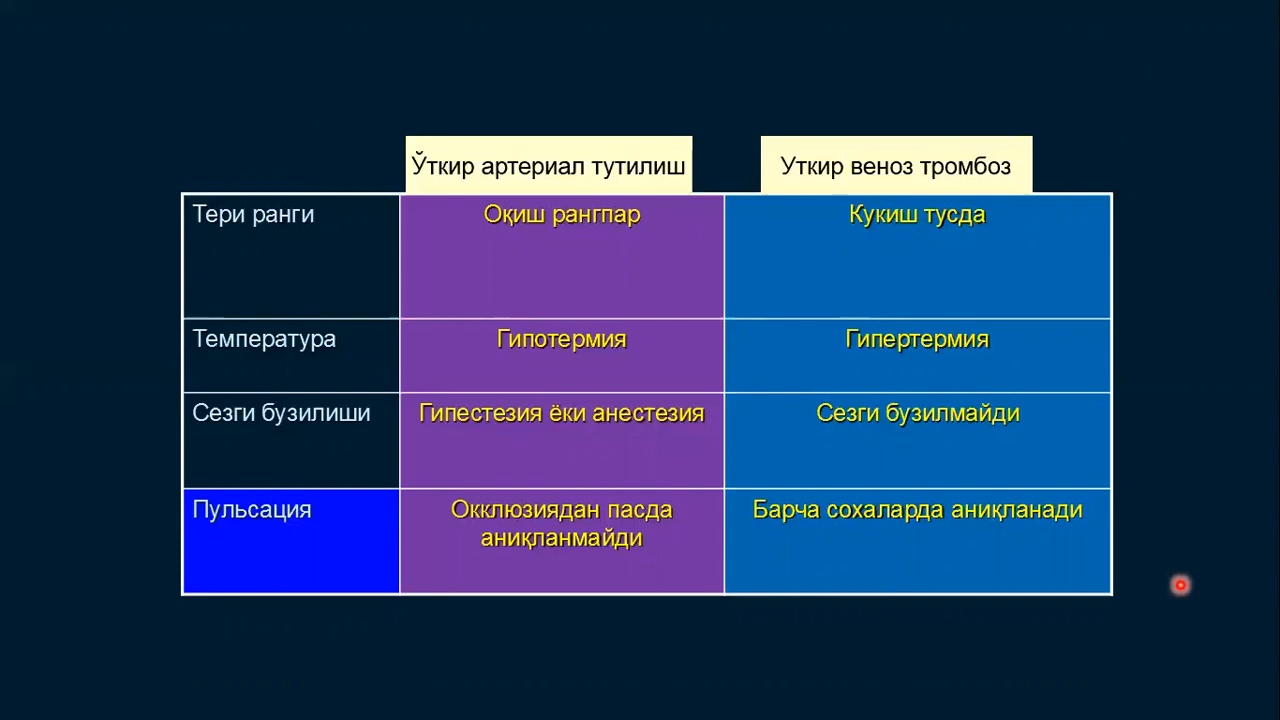 Ўткир артериал тутилиш
Уткир веноз тромбоз
Тери ранги
Оқиш рангпар
Кукиш тусда
Температура
Гипотермия
Гипертермия
Сезги бузилиши
Гипестезия ёки анестезия
Сезги бузилмайди
Пульсация
Окклюзиядан пасда
аниқланмайди
Барча сохаларда аниқланади